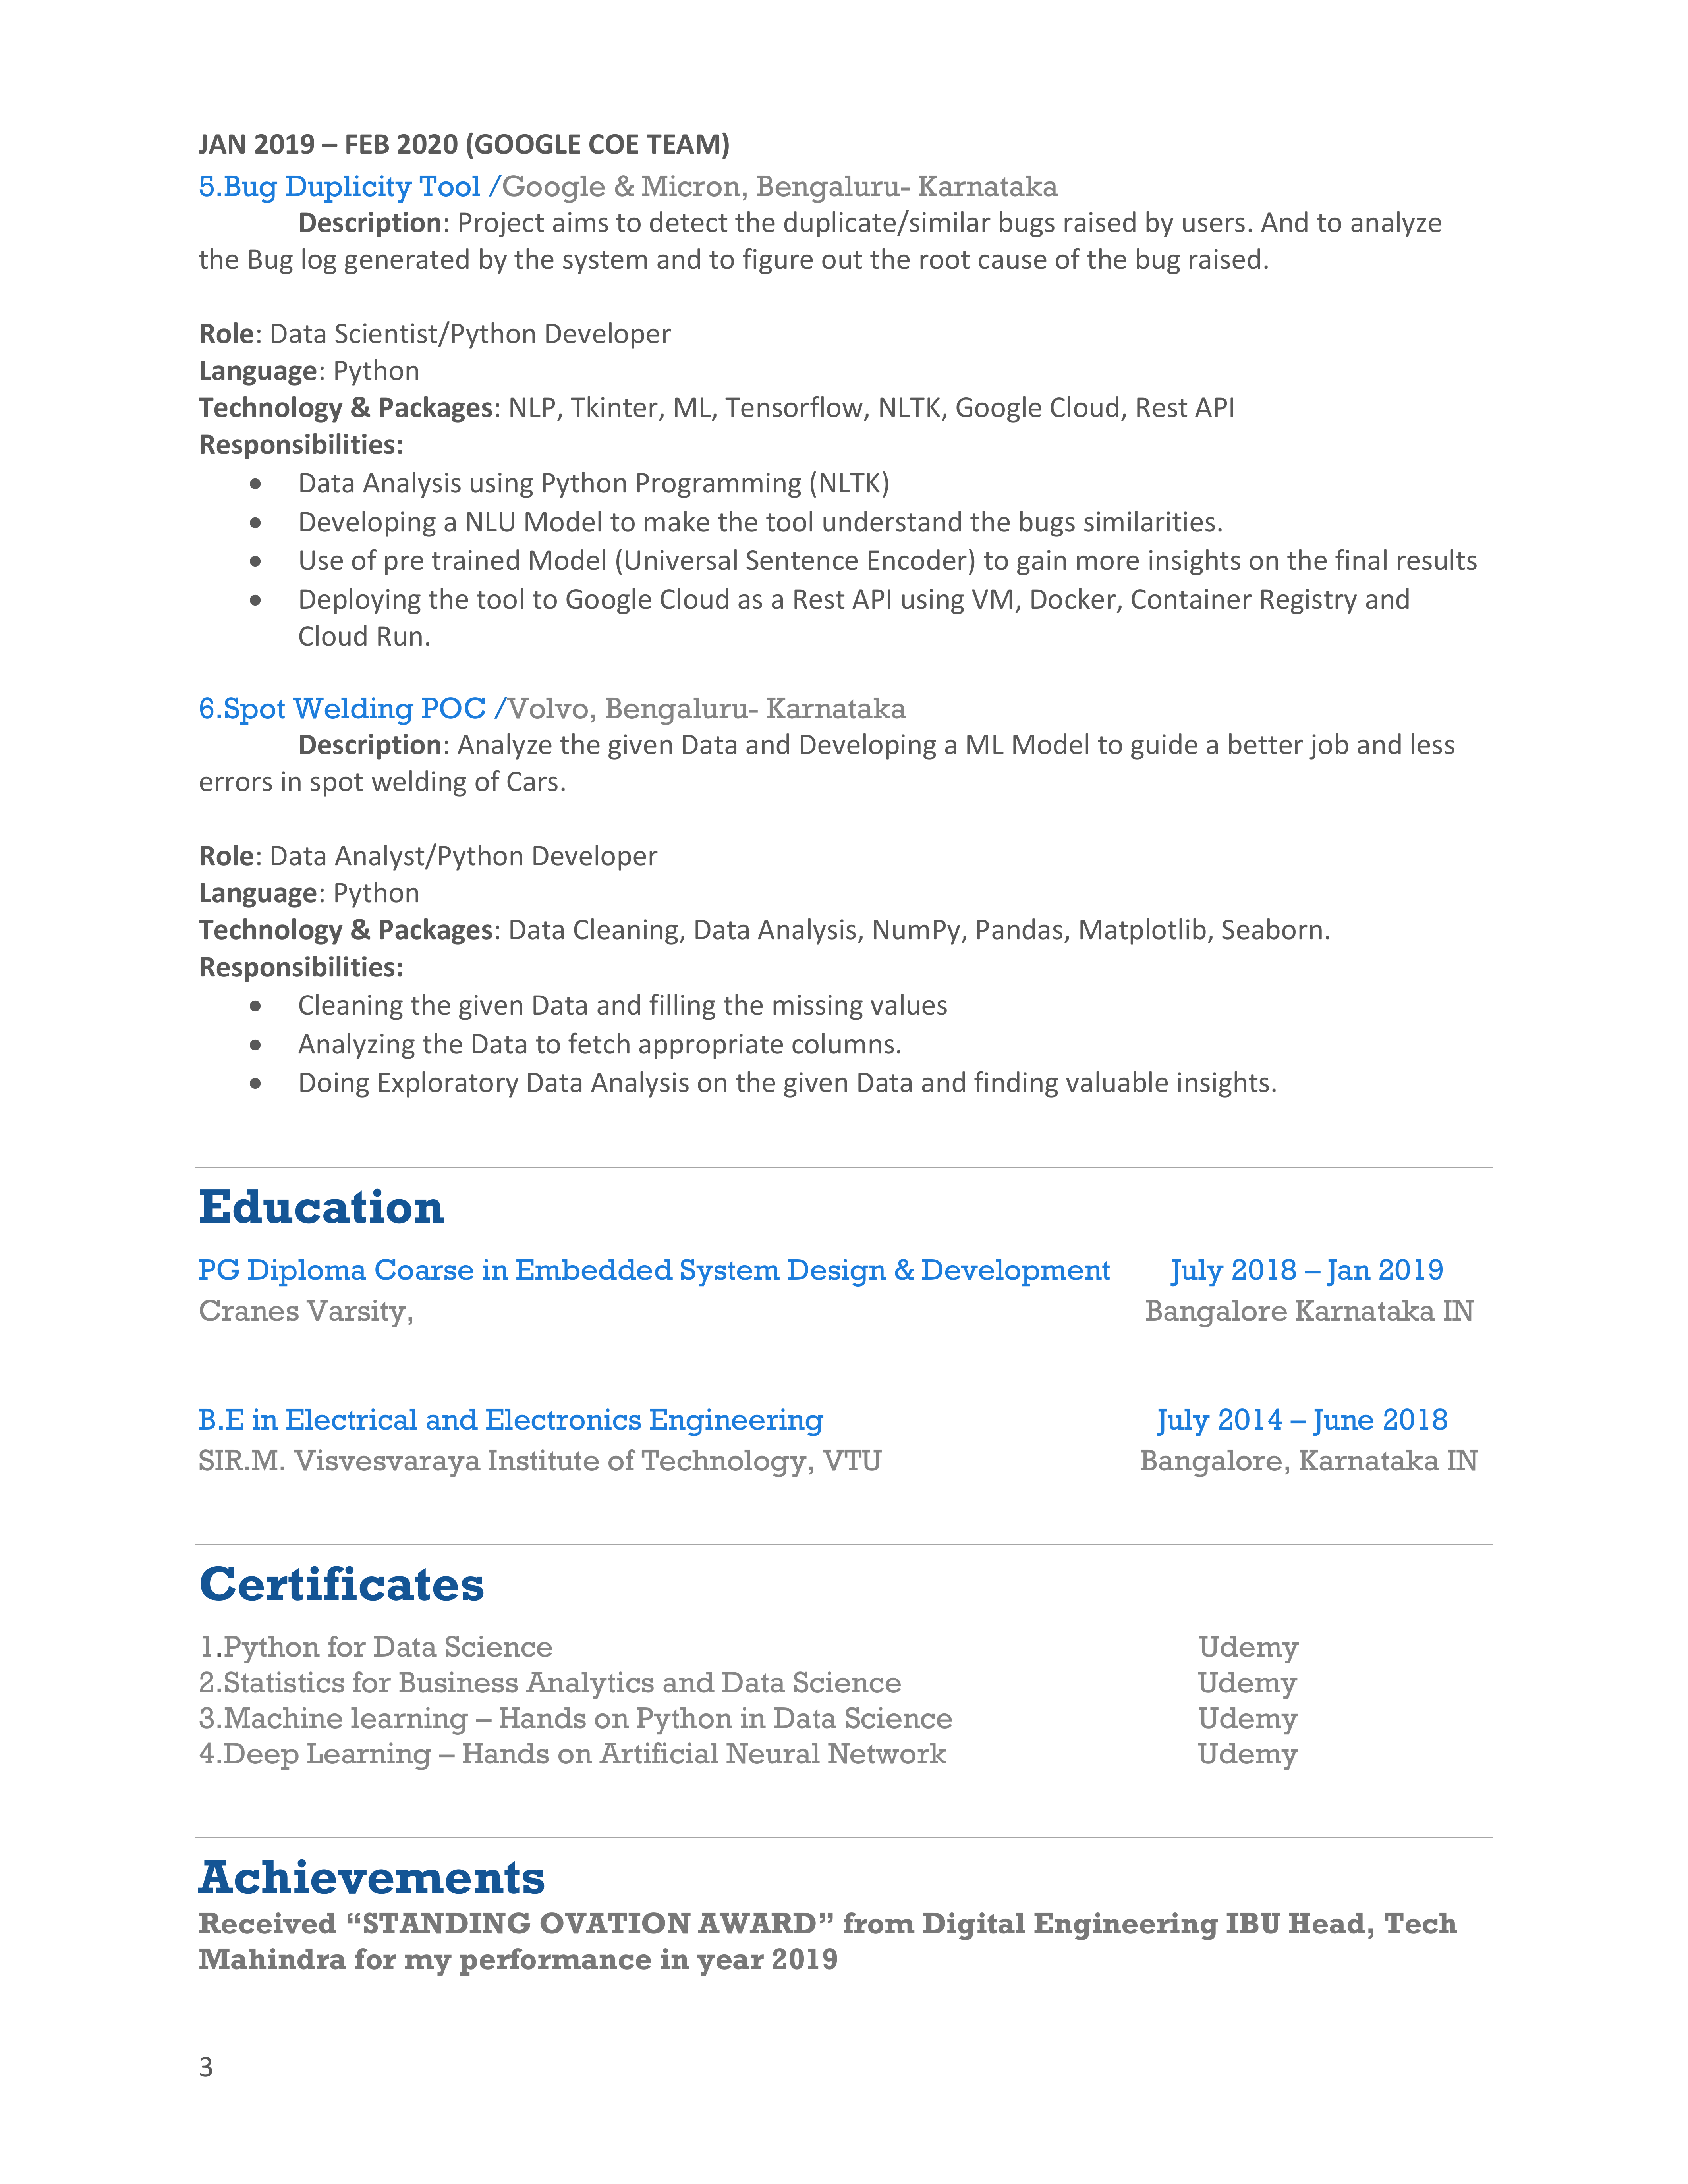 JAN 2019 – FEB 2020 (GOOGLE COE TEAM)
5.Bug Duplicity Tool /Google & Micron, Bengaluru- Karnataka
Description: Project aims to detect the duplicate/similar bugs raised by users. And to analyze
the Bug log generated by the system and to figure out the root cause of the bug raised.
Role: Data Scientist/Python Developer
Language: Python
Technology & Packages: NLP, Tkinter, ML, Tensorflow, NLTK, Google Cloud, Rest API
Responsibilities:
• Data Analysis using Python Programming (NLTK)
• Developing a NLU Model to make the tool understand the bugs similarities.
• Use of pre trained Model (Universal Sentence Encoder) to gain more insights on the final results
• Deploying the tool to Google Cloud as a Rest API using VM, Docker, Container Registry and
Cloud Run.
6.Spot Welding POC /Volvo, Bengaluru- Karnataka
Description: Analyze the given Data and Developing a ML Model to guide a better job and less
errors in spot welding of Cars.
Role: Data Analyst/Python Developer
Language: Python
Technology & Packages: Data Cleaning, Data Analysis, NumPy, Pandas, Matplotlib, Seaborn.
Responsibilities:
• Cleaning the given Data and filling the missing values
• Analyzing the Data to fetch appropriate columns.
• Doing Exploratory Data Analysis on the given Data and finding valuable insights.
Education
PG Diploma Coarse in Embedded System Design & Development July 2018 – Jan 2019
Cranes Varsity, Bangalore Karnataka IN
B.E in Electrical and Electronics Engineering July 2014 – June 2018
SIR.M. Visvesvaraya Institute of Technology, VTU Bangalore, Karnataka IN
Certificates
1.Python for Data Science Udemy
2.Statistics for Business Analytics and Data Science Udemy
3.Machine learning – Hands on Python in Data Science Udemy
4.Deep Learning – Hands on Artificial Neural Network Udemy
Achievements
Received “STANDING OVATION AWARD” from Digital Engineering IBU Head, Tech
Mahindra for my performance in year 2019
3